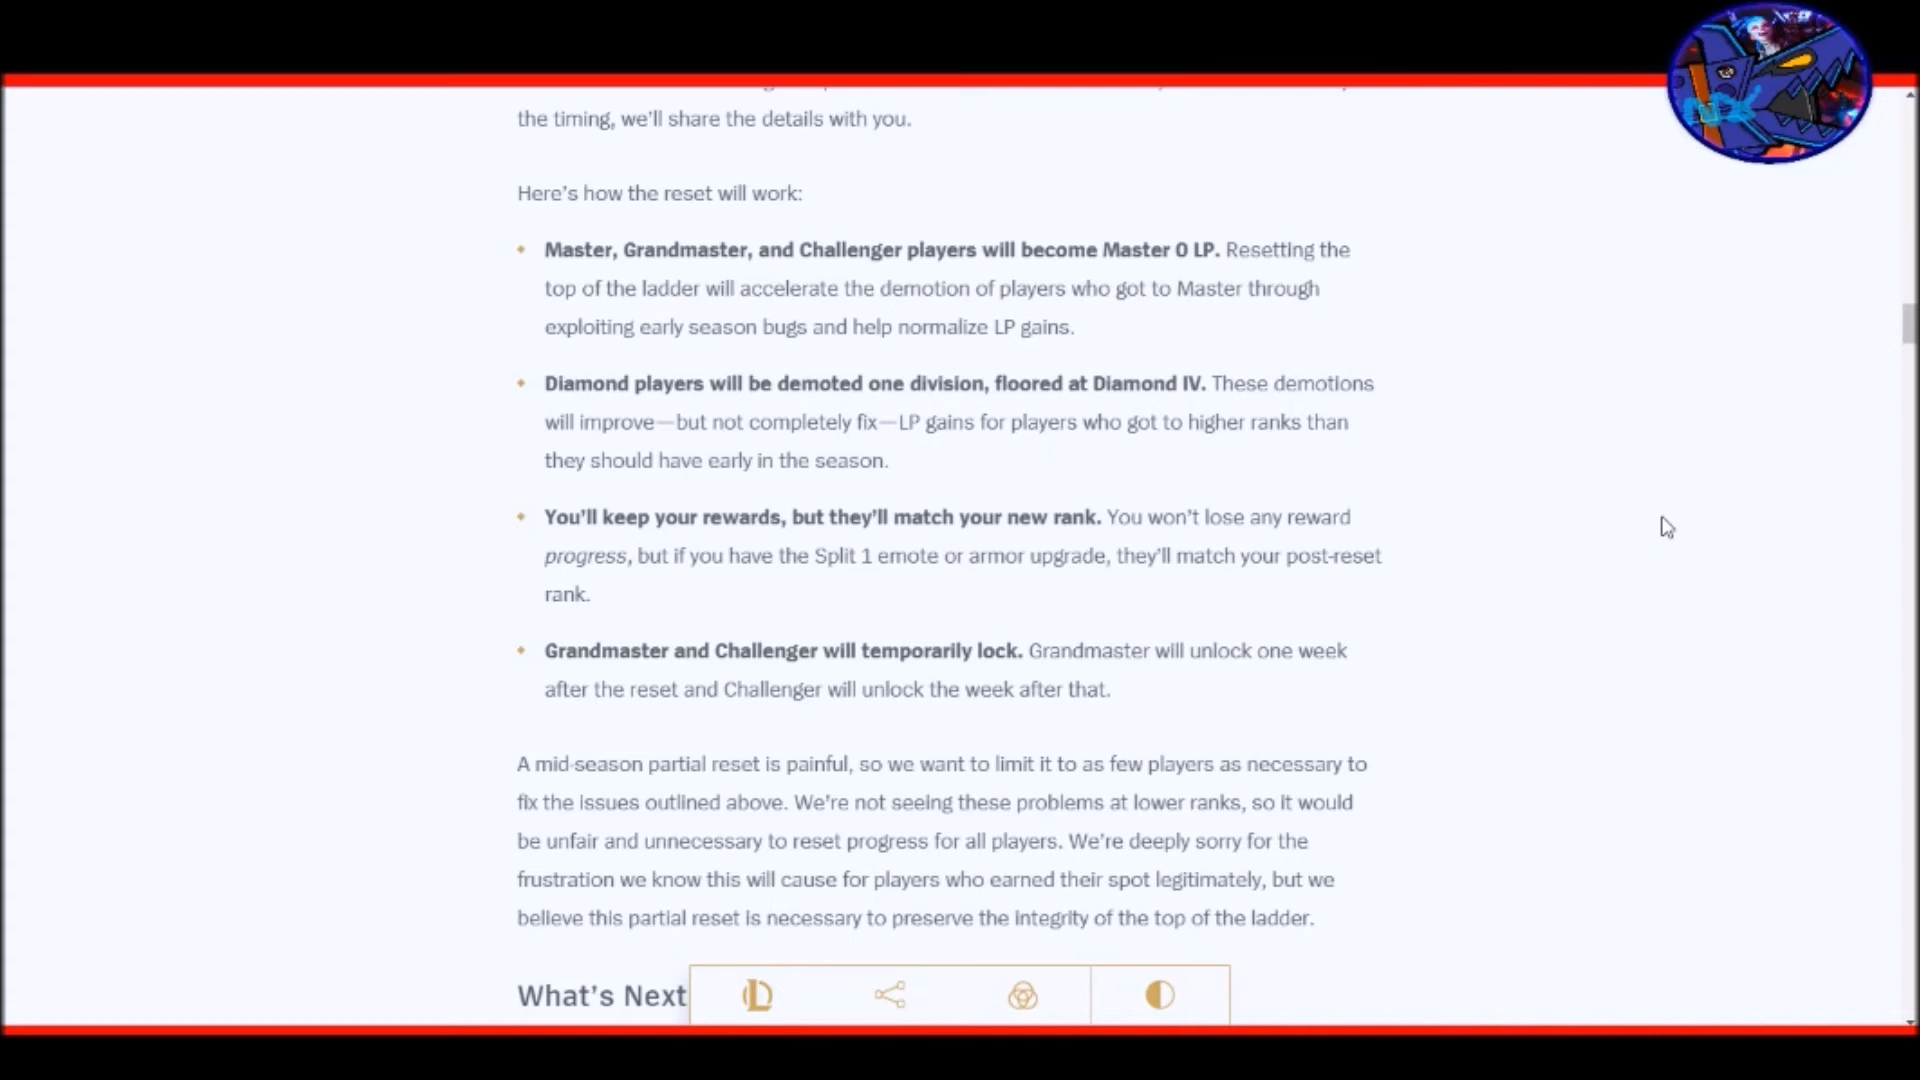 the timing, we'll share the details with you.
Here's how the reset will work:
Master, Grandmaster, and Challenger players will become Master 0 LP. Resetting the
top of the ladder will accelerate the demotion of players who got to Master through
exploiting early season bugs and help normalize LP gains.
Diamond players will be demoted one division, floored at Diamond IV. These demotions
will improve—but not completely fix—LP gains for players who got to higher ranks than
they should have early in the season.
You'll keep your rewards, but they'll match your new rank. You won't lose any reward
progress, but if you have the Split 1 emote or armor upgrade, they'll match your post-reset
rank.
Grandmaster and Challenger will temporarily lock. Grandmaster will unlock one week
after the reset and Challenger will unlock the week after that.
A mid-season partial reset is painful, so we want to limit it to as few players as necessary to
fix the issues outlined above. We're not seeing these problems at lower ranks, so it would
be unfair and unnecessary to reset progress for all players. We're deeply sorry for the
frustration we know this will cause for players who earned their spot legitimately, but we
believe this partial reset is necessary to preserve the integrity of the top of the ladder.
What's Next